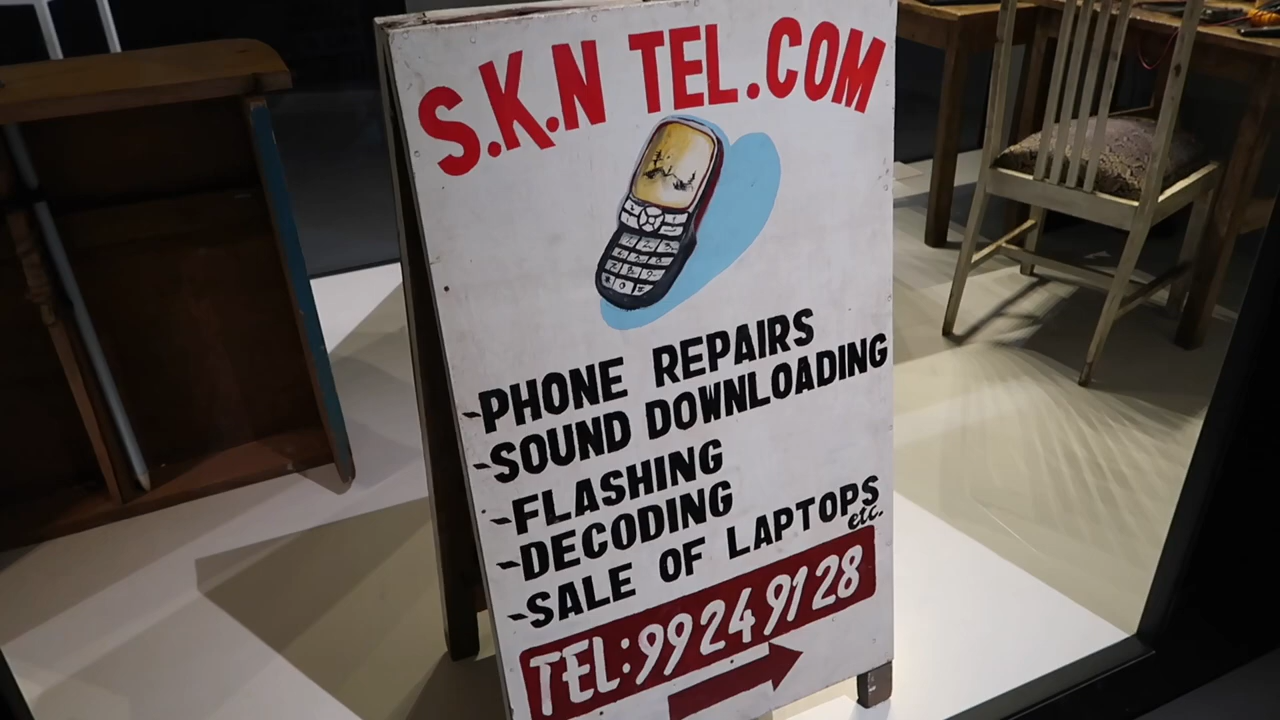 S.K.N TEL.COM
-PHONE REPAIRS
-SOUND DOWNLOADING
-FLASHING
-DECODING
-SALE OF LAPTOPS etc.
TEL:99249128